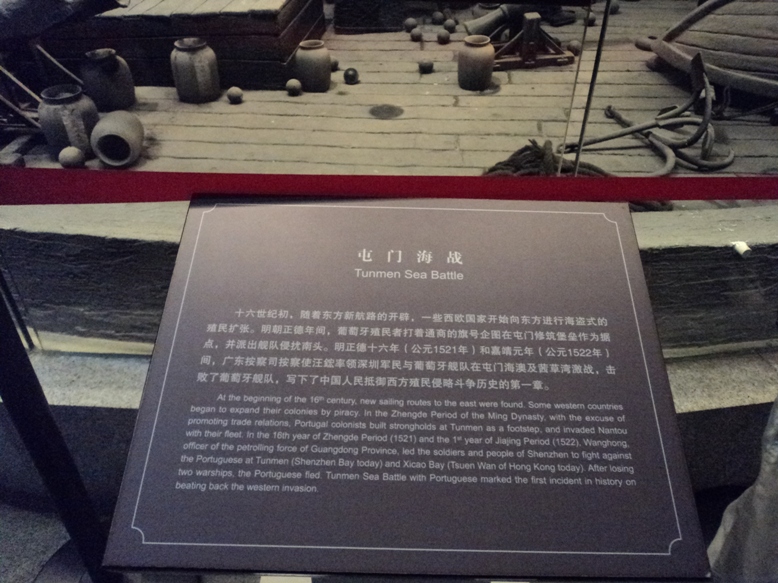 屯门海战
Tunmen Sea Battle
十六世纪初，随着东方新航路的开辟，一些西欧国家开始向东方进行海盗式的
殖民扩张。明朝正德年间，葡萄牙殖民者打着通商的旗号企图在屯门修筑堡垒作为据
点，并派出舰队侵扰南头。明正德十六年（公元1521年）和嘉靖元年（公元1522年）
间，广东按察司按察使汪鋐率领深圳军民与葡萄牙舰队在屯门海澳及茜草湾激战，击
败了葡萄牙舰队，写下了中国人民抵御西方殖民侵略斗争历史的第一章。
At the beginning of the 16th century, new sailing routes to the east were found. Some western countries
began to expand their colonies by piracy. In the Zhengde Period of the Ming Dynasty, with the excuse of
promoting trade relations, Portugal colonists built strongholds at Tunmen as a footstep, and invaded Nantou
with their fleet. In the 16th year of Zhengde Period (1521) and the 1st year of Jiajing Period (1522), Wanghong,
officer of the petrolling force of Guangdong Province, led the soldiers and people of Shenzhen to fight against
the Portuguese at Tunmen (Shenzhen Bay today) and Xicao Bay (Tsuen Wan of Hong Kong today). After losing
two warships, the Portuguese fled. Tunmen Sea Battle with Portuguese marked the first incident in history on
beating back the western invasion.